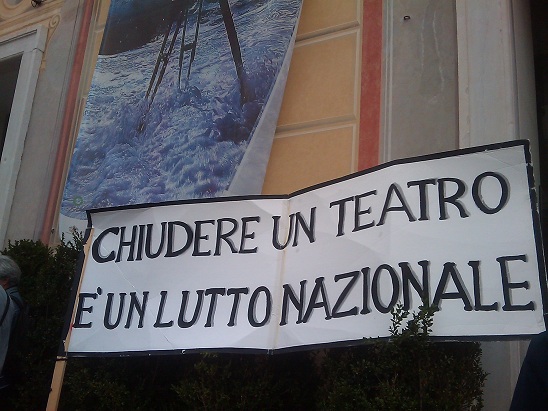 CHIUDERE UN TEATRO
E' UN LUTTO NAZIONALE